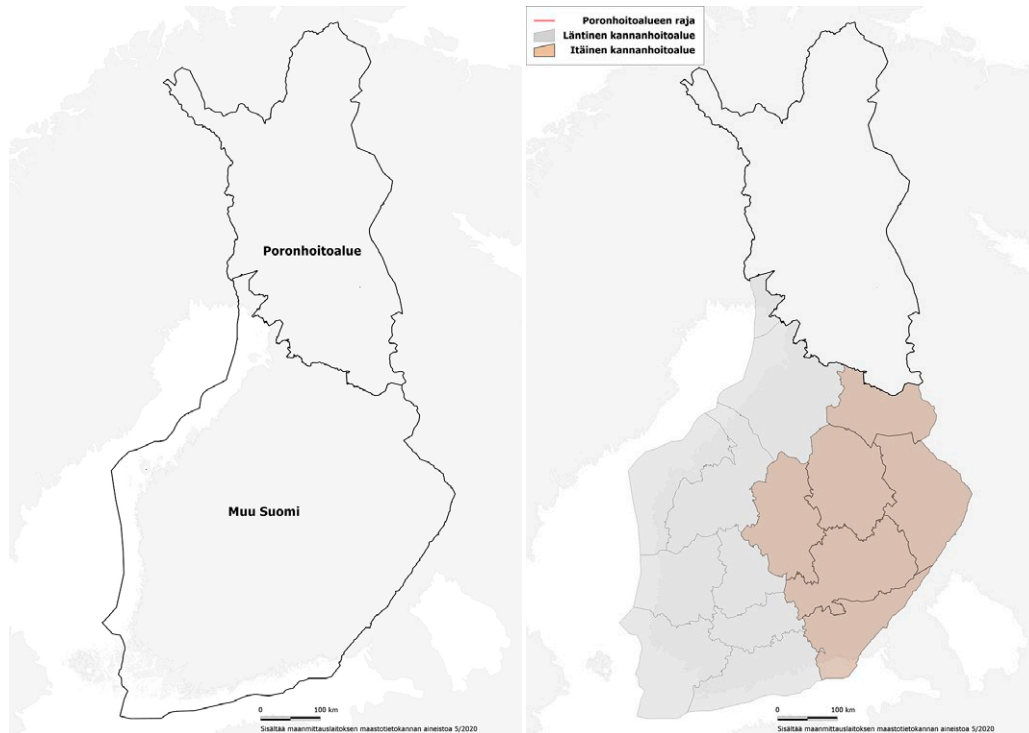 Poronhoitoalue
Muu Suomi
0 100 km
Sisältää maanmittauslaitoksen maastotietokannan aineistoa 5/2020
Poronhoitoalueen raja
Läntinen kannanhoitoalue
Itäinen kannanhoitoalue
0 100 km
Sisältää maanmittauslaitoksen maastotietokannan aineistoa 5/2020